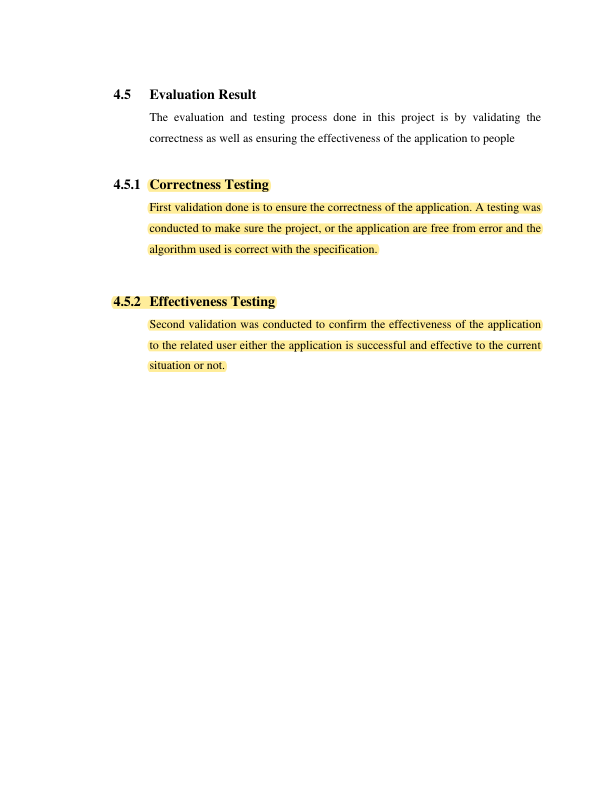 4.5 Evaluation Result
The evaluation and testing process done in this project is by validating the
correctness as well as ensuring the effectiveness of the application to people
4.5.1 Correctness Testing
First validation done is to ensure the correctness of the application. A testing was
conducted to make sure the project, or the application are free from error and the
algorithm used is correct with the specification.
4.5.2 Effectiveness Testing
Second validation was conducted to confirm the effectiveness of the application
to the related user either the application is successful and effective to the current
situation or not.